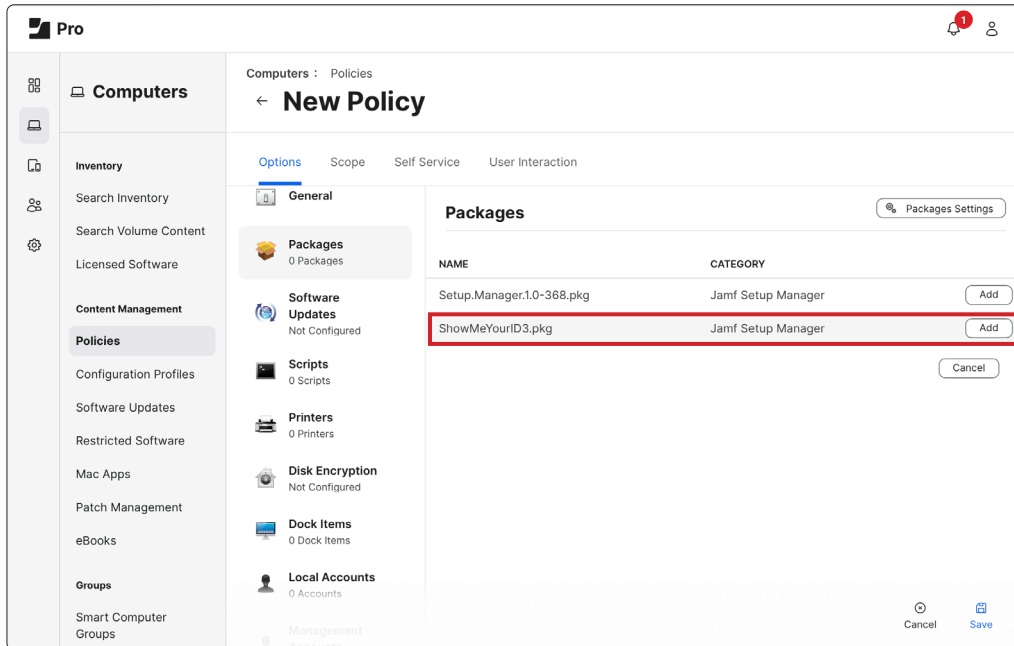 Pro
1
Computers
Inventory
Search Inventory
Search Volume Content
Licensed Software
Content Management
Policies
Configuration Profiles
Software Updates
Restricted Software
Mac Apps
Patch Management
eBooks
Groups
Smart Computer
Groups
Computers : Policies
← New Policy
Options Scope Self Service User Interaction
General
Packages
0 Packages
Software
Updates
Not Configured
Scripts
0 Scripts
Printers
0 Printers
Disk Encryption
Not Configured
Dock Items
0 Dock Items
Local Accounts
0 Accounts
Management
Accounts
Packages
Packages Settings
NAME CATEGORY
Setup.Manager.1.0-368.pkg Jamf Setup Manager Add
ShowMeYourID3.pkg Jamf Setup Manager Add
Cancel
Cancel Save